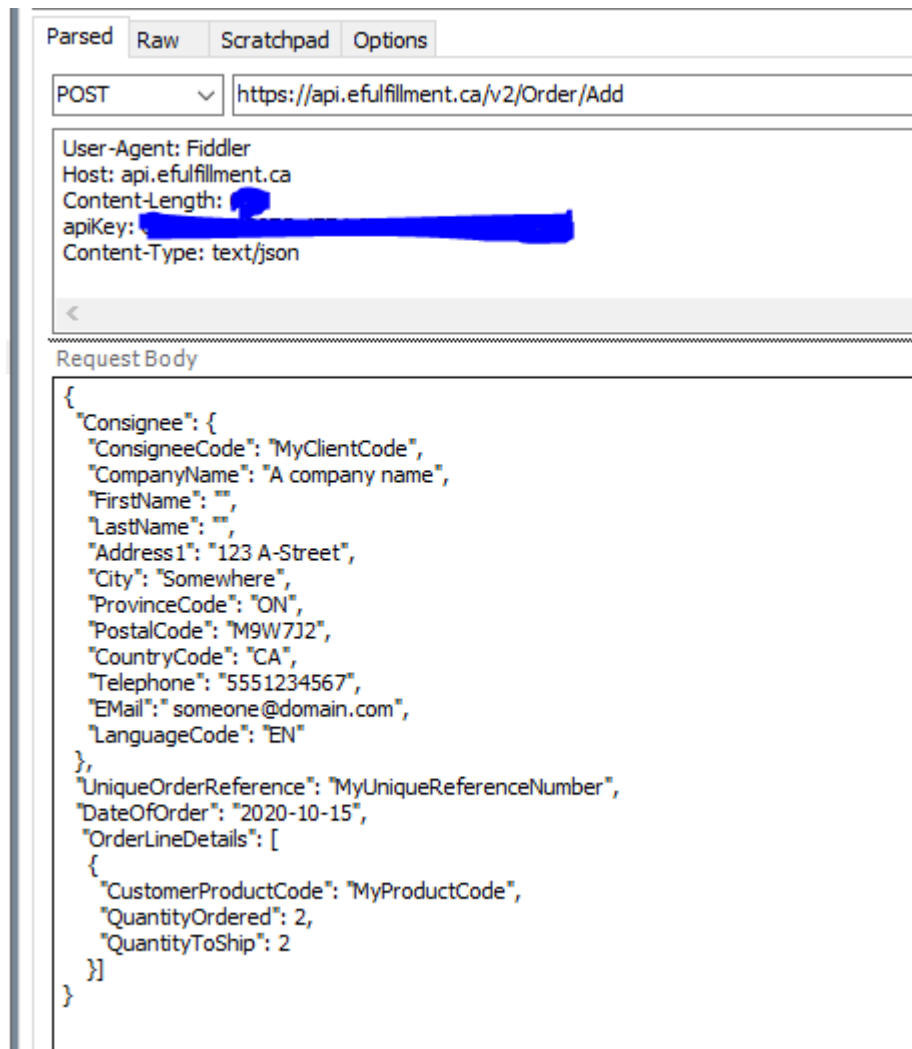 Parsed Raw Scratchpad Options
POST https://api.efulfillment.ca/v2/Order/Add
User-Agent: Fiddler
Host: api.efulfillment.ca
Content-Length:
apiKey:
Content-Type: text/json
Request Body
{
"Consignee": {
"ConsigneeCode": "MyClientCode",
"CompanyName": "A company name",
"FirstName": "",
"LastName": "",
"Address1": "123 A-Street",
"City": "Somewhere",
"ProvinceCode": "ON",
"PostalCode": "M9W7J2",
"CountryCode": "CA",
"Telephone": "5551234567",
"EMail":" someone@domain.com",
"LanguageCode": "EN"
},
"UniqueOrderReference": "MyUniqueReferenceNumber",
"DateOfOrder": "2020-10-15",
"OrderLineDetails": [
{
"CustomerProductCode": "MyProductCode",
"QuantityOrdered": 2,
"QuantityToShip": 2
}]
}